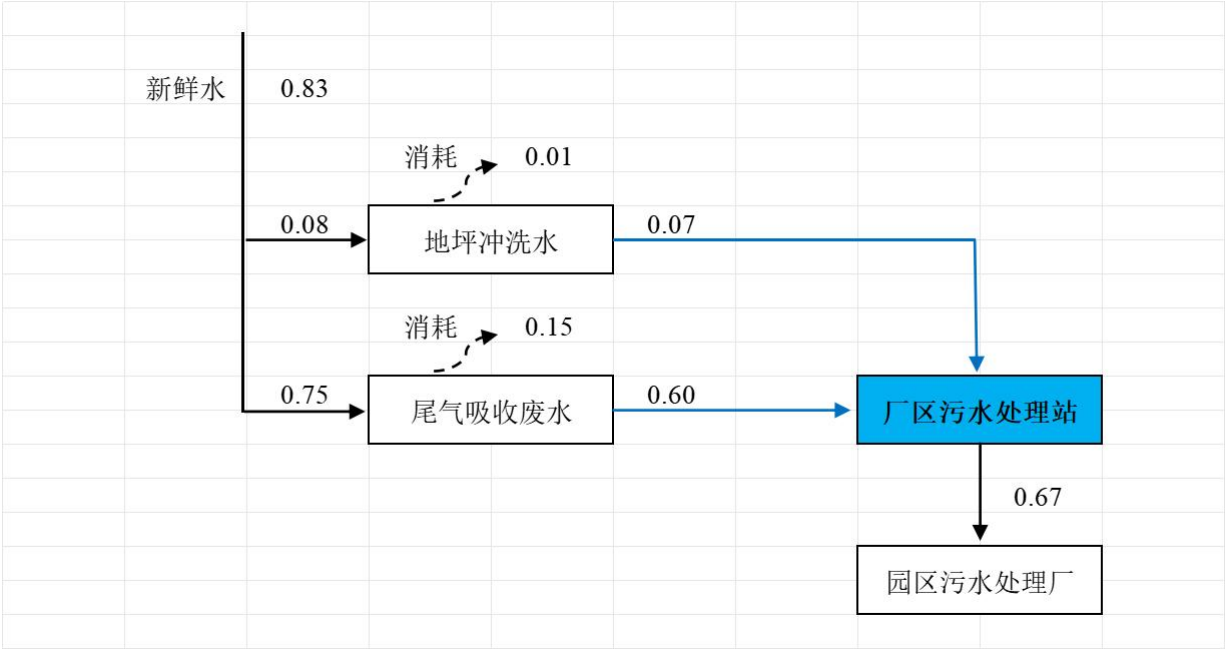 新鲜水 0.83
消耗 0.01
0.08 地坪冲洗水 0.07
消耗 0.15
0.75 尾气吸收废水 0.60 厂区污水处理站
0.67
园区污水处理厂